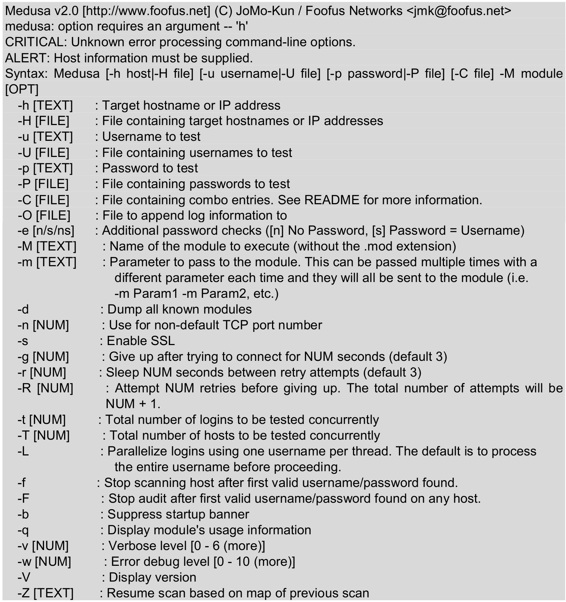 Medusa v2.0 [http://www.foofus.net] (C) JoMo-Kun / Foofus Networks <jmk@foofus.net>
medusa: option requires an argument -- 'h'
CRITICAL: Unknown error processing command-line options.
ALERT: Host information must be supplied.
Syntax: Medusa [-h host|-H file] [-u username|-U file] [-p password|-P file] [-C file] -M module
[OPT]
-h [TEXT] : Target hostname or IP address
-H [FILE] : File containing target hostnames or IP addresses
-u [TEXT] : Username to test
-U [FILE] : File containing usernames to test
-p [TEXT] : Password to test
-P [FILE] : File containing passwords to test
-C [FILE] : File containing combo entries. See README for more information.
-O [FILE] : File to append log information to
-e [n/s/ns] : Additional password checks ([n] No Password, [s] Password = Username)
-M [TEXT] : Name of the module to execute (without the .mod extension)
-m [TEXT] : Parameter to pass to the module. This can be passed multiple times with a
different parameter each time and they will all be sent to the module (i.e.
-m Param1 -m Param2, etc.)
-d : Dump all known modules
-n [NUM] : Use for non-default TCP port number
-s : Enable SSL
-g [NUM] : Give up after trying to connect for NUM seconds (default 3)
-r [NUM] : Sleep NUM seconds between retry attempts (default 3)
-R [NUM] : Attempt NUM retries before giving up. The total number of attempts will be
NUM + 1.
-t [NUM] : Total number of logins to be tested concurrently
-T [NUM] : Total number of hosts to be tested concurrently
-L : Parallelize logins using one username per thread. The default is to process
the entire username before proceeding.
-f : Stop scanning host after first valid username/password found.
-F : Stop audit after first valid username/password found on any host.
-b : Suppress startup banner
-q : Display module's usage information
-v [NUM] : Verbose level [0 - 6 (more)]
-w [NUM] : Error debug level [0 - 10 (more)]
-V : Display version
-Z [TEXT] : Resume scan based on map of previous scan